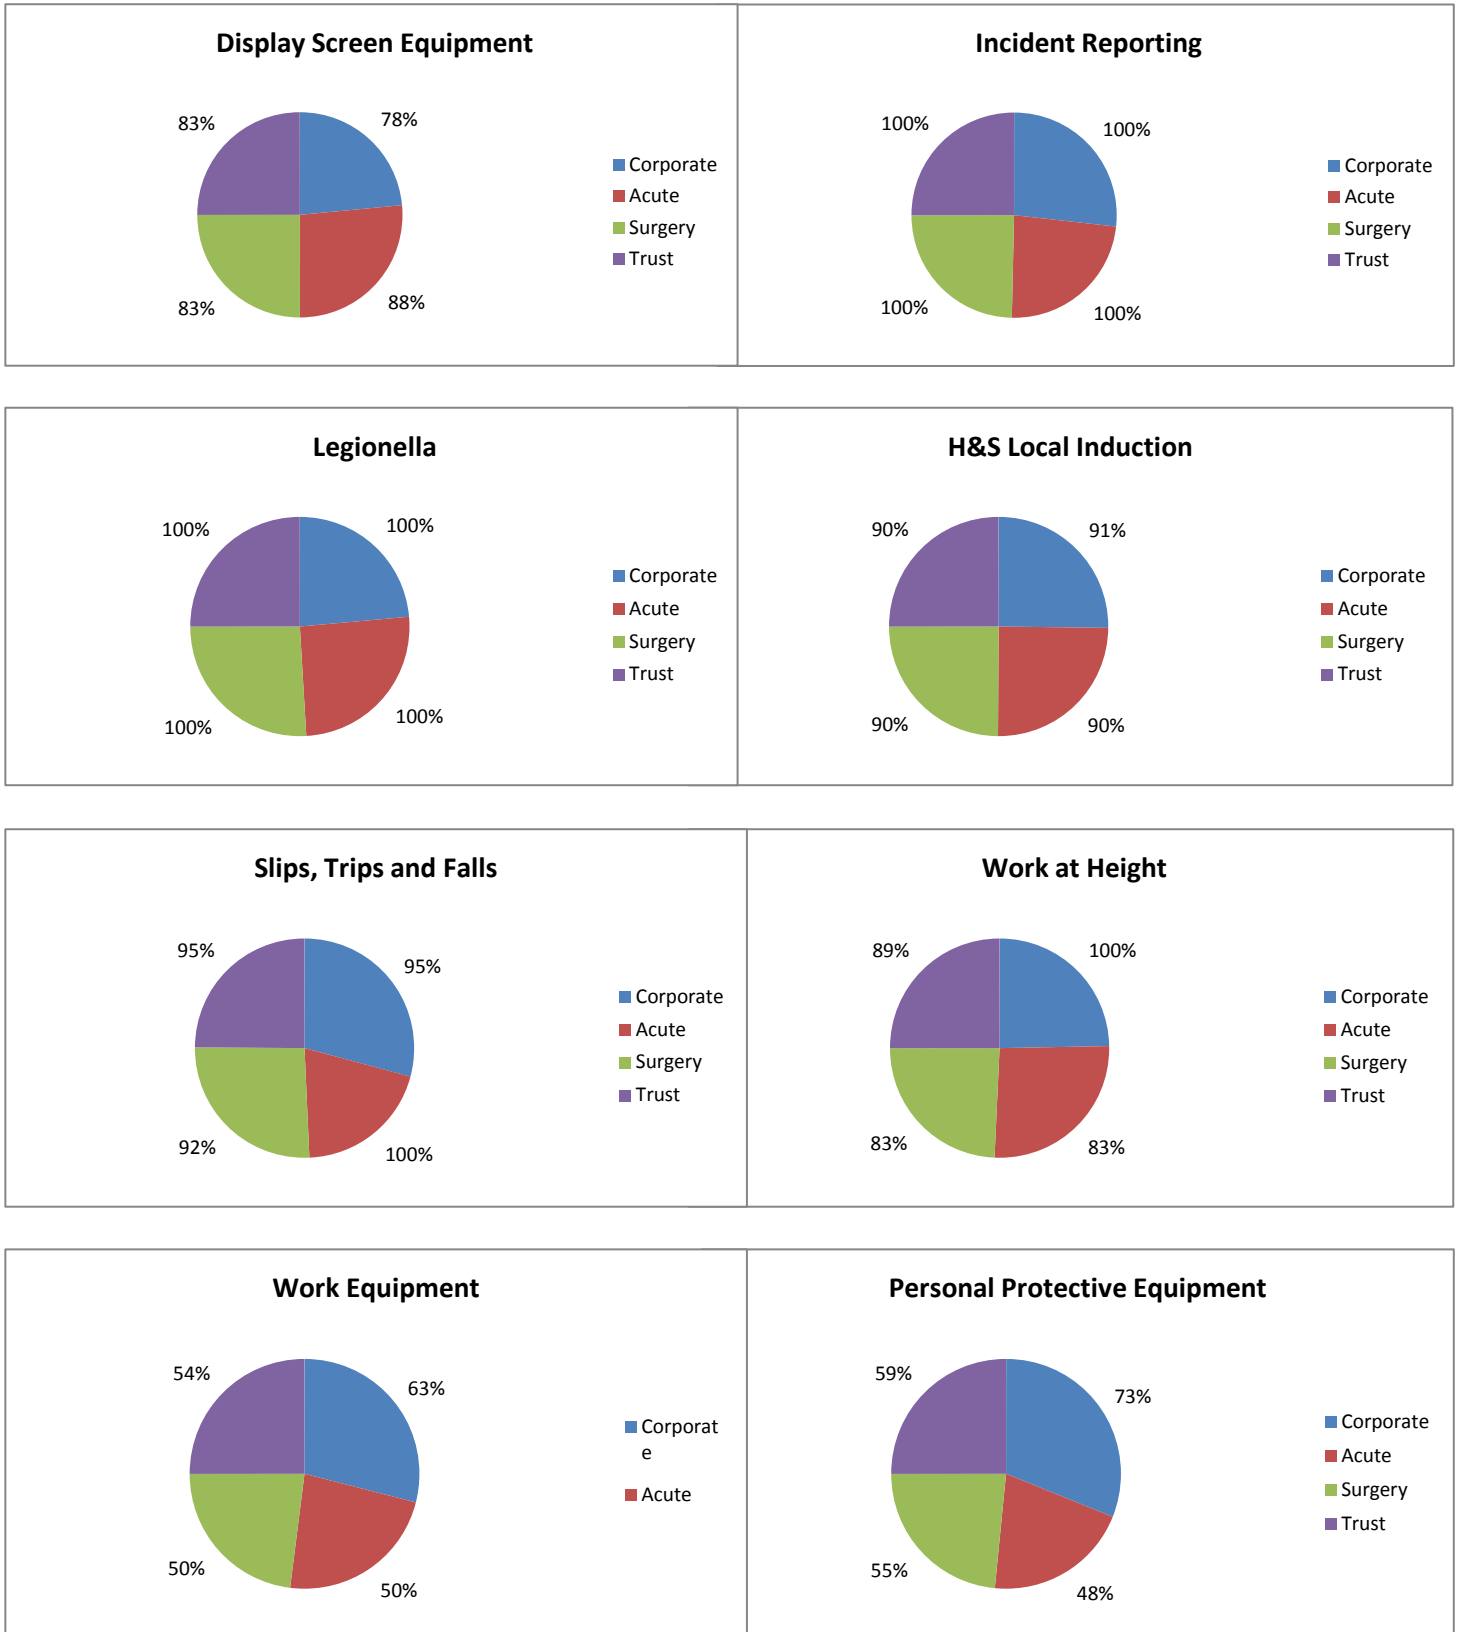 Display Screen Equipment
83%
78%
83%
88%
Corporate
Acute
Surgery
Trust
Incident Reporting
100%
100%
100%
100%
Corporate
Acute
Surgery
Trust
Legionella
100%
100%
100%
100%
Corporate
Acute
Surgery
Trust
H&S Local Induction
90%
91%
90%
90%
Corporate
Acute
Surgery
Trust
Slips, Trips and Falls
95%
95%
92%
100%
Corporate
Acute
Surgery
Trust
Work at Height
89%
100%
83%
83%
Corporate
Acute
Surgery
Trust
Work Equipment
54%
63%
50%
50%
Corporat
e
Acute
Personal Protective Equipment
59%
73%
55%
48%
Corporate
Acute
Surgery
Trust